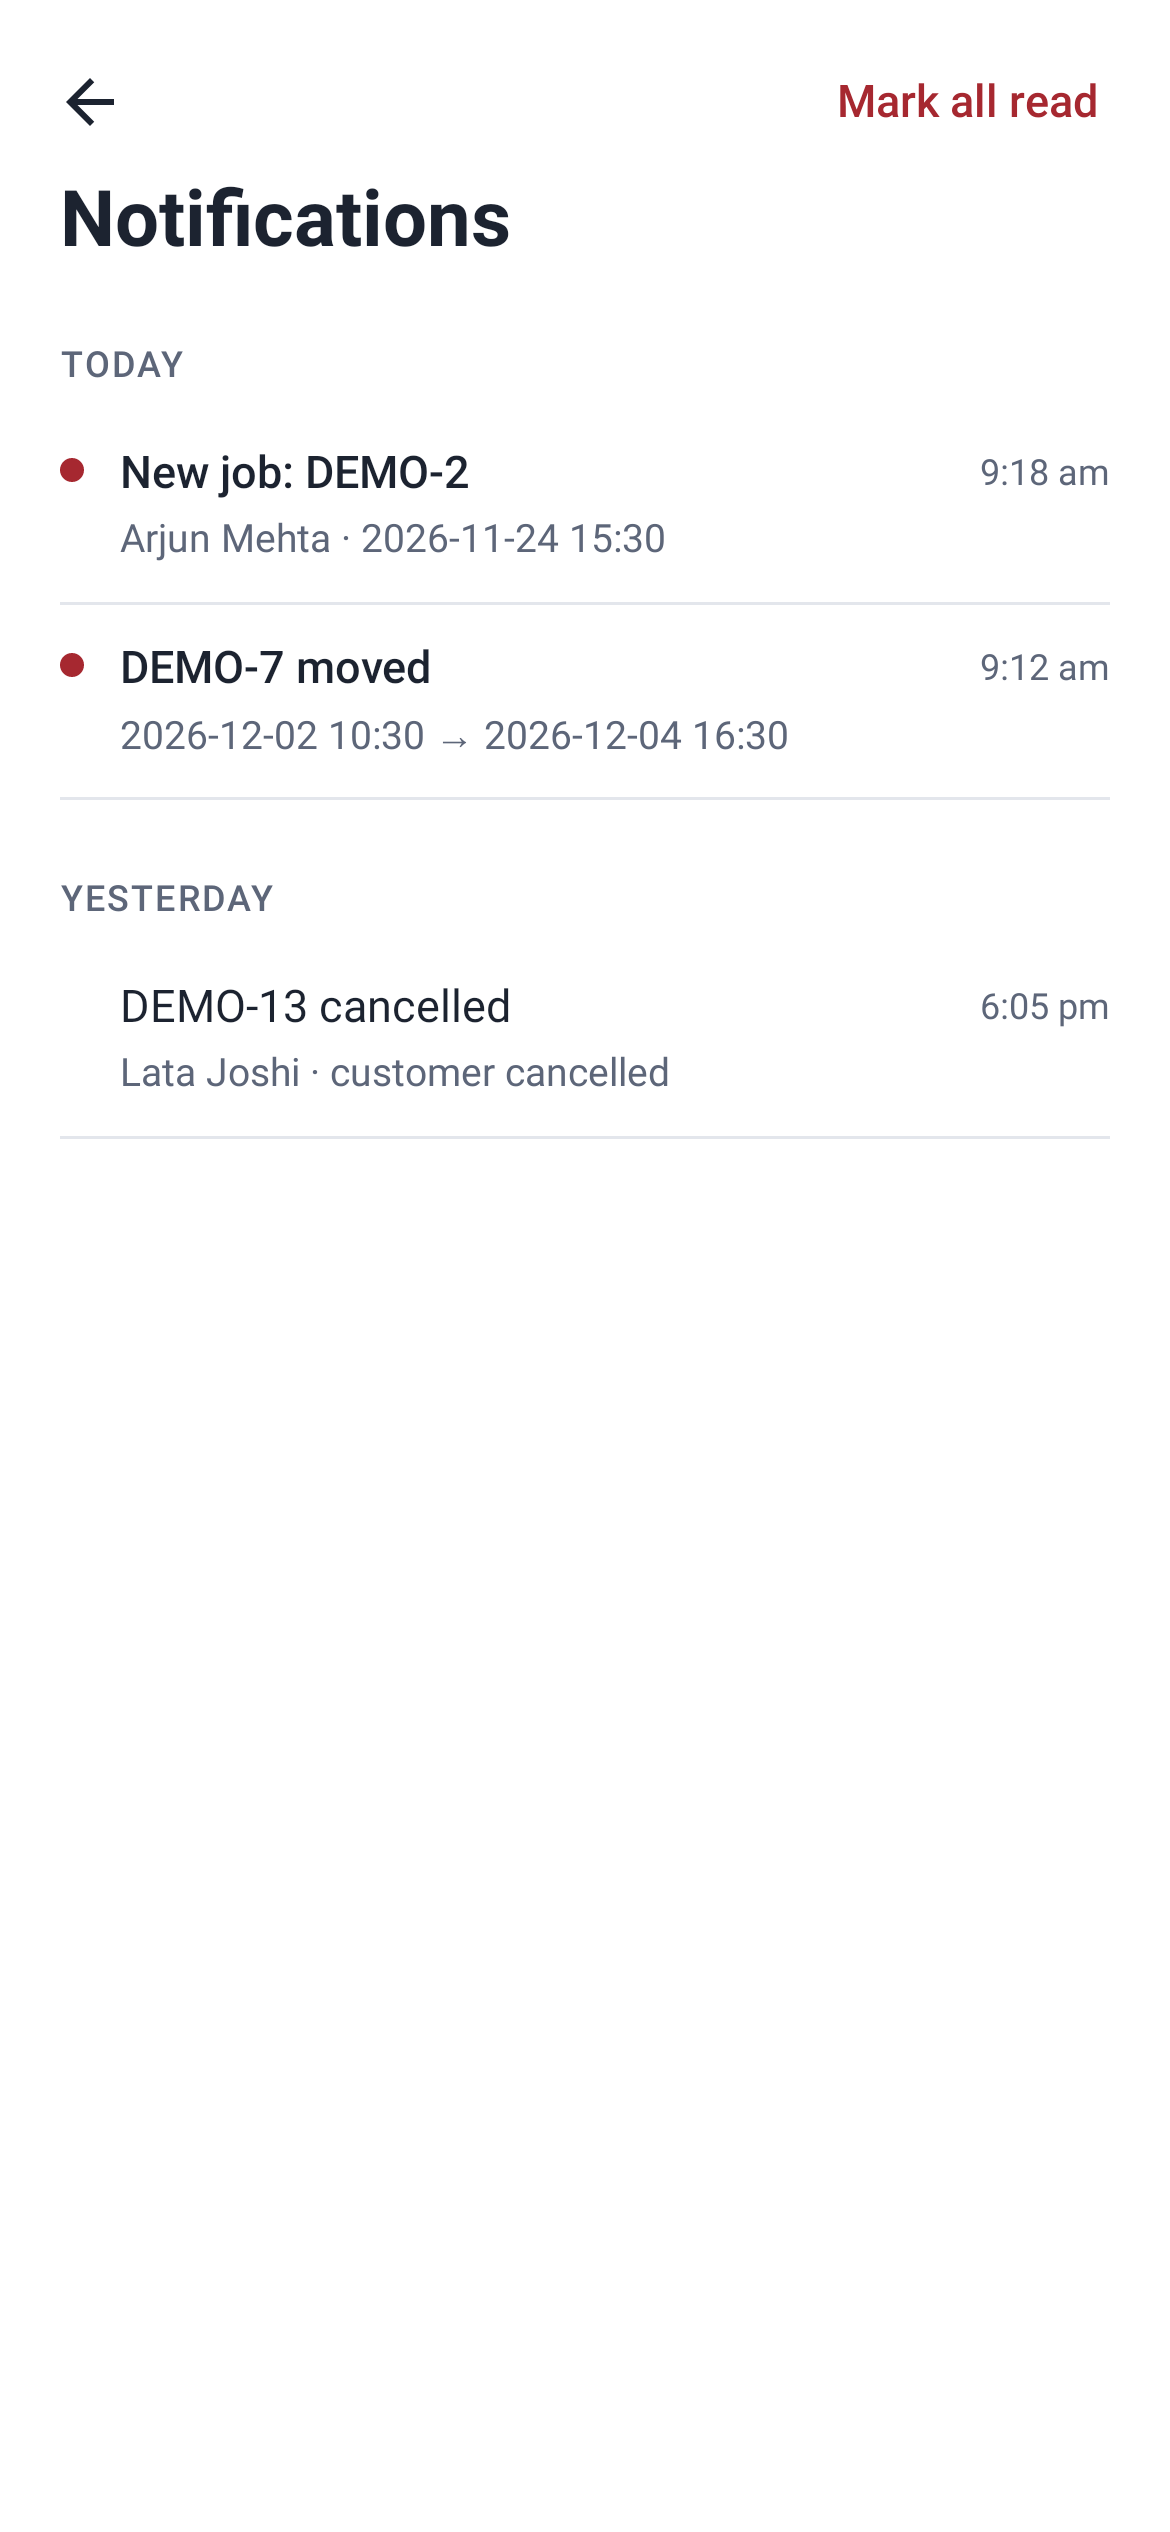 Mark all read
Notifications
TODAY
New job: DEMO-2 9:18 am
Arjun Mehta · 2026-11-24 15:30
DEMO-7 moved 9:12 am
2026-12-02 10:30 → 2026-12-04 16:30
YESTERDAY
DEMO-13 cancelled 6:05 pm
Lata Joshi · customer cancelled